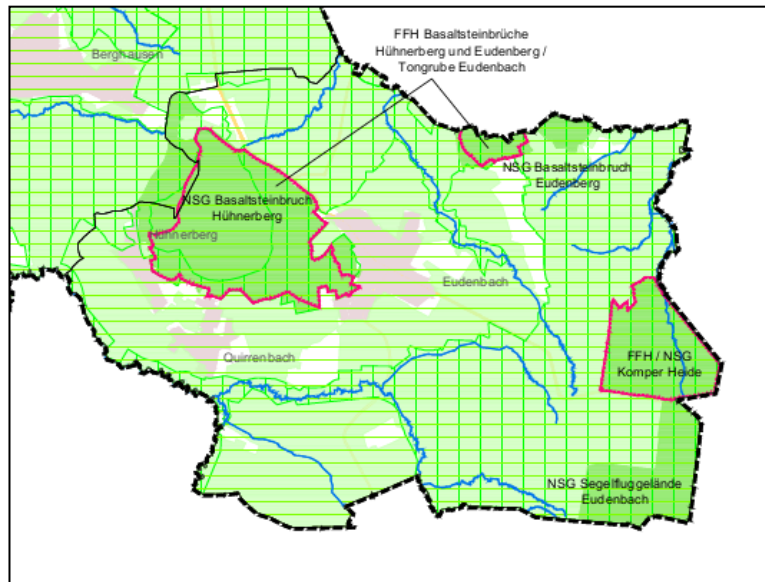 FFH Basaltsteinbrüche
Hühnerberg und Eudenberg /
Tongrube Eudenbach
Berghausen
NSG Basaltsteinbruch
Eudenberg
NSG Basaltsteinbruch
Hühnerberg
Hühnerberg
Eudenbach
Quirrenbach
FFH / NSG
Komper Heide
NSG Segelfluggelände
Eudenbach